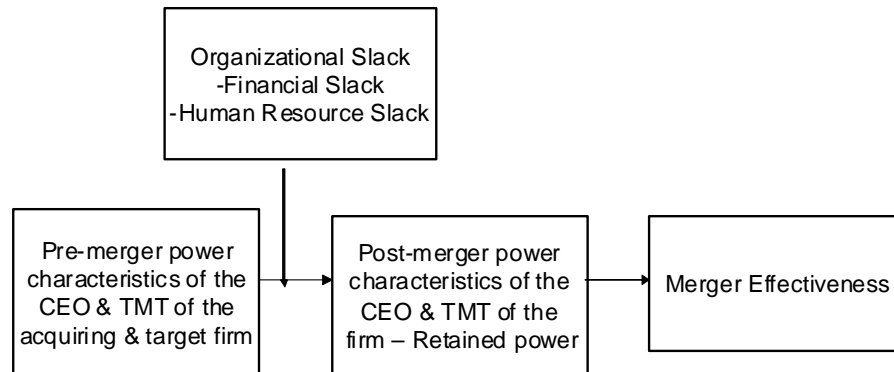 Organizational Slack
-Financial Slack
-Human Resource Slack
Pre-merger power
characteristics of the
CEO & TMT of the
acquiring & target firm
Post-merger power
characteristics of the
CEO & TMT of the
firm – Retained power
Merger Effectiveness